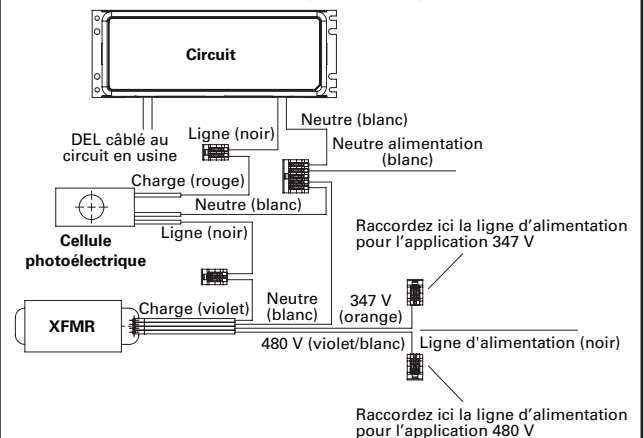 Circuit
Neutre (blanc)
Ligne (noir)
DEL câblé au
circuit en usine
Neutre alimentation
(blanc)
Charge (rouge)
Neutre (blanc)
Ligne (noir)
Cellule
photoélectrique
Raccordez ici la ligne d'alimentation
pour l'application 347 V
Charge (violet)
Neutre
(blanc)
347 V
(orange)
XFMR
480 V (violet/blanc)
Ligne d'alimentation (noir)
Raccordez ici la ligne d'alimentation
pour l'application 480 V